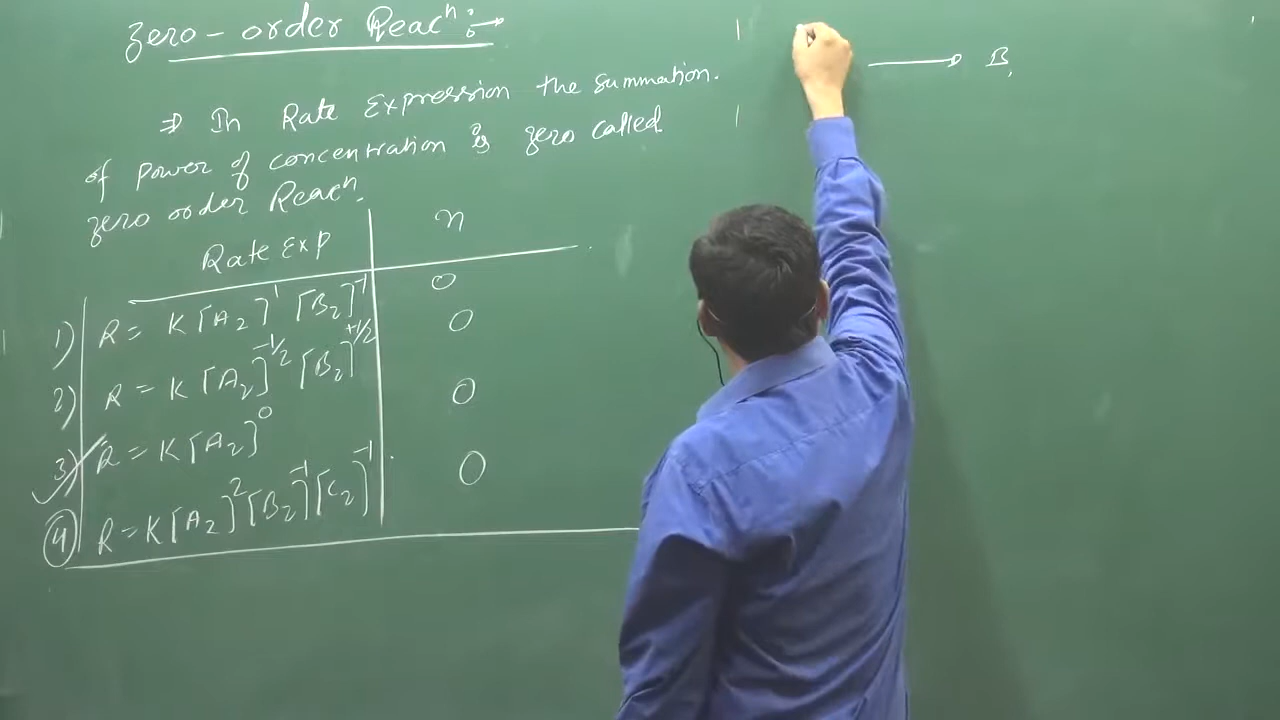 Zero-order Reacⁿ :→
⇒ In Rate Expression the summation.
of power of concentration is zero called
zero order Reacⁿ.
Rate Exp n
1) R = K [A₂]¹ [B₂]⁻¹ 0
2) R = K [A₂]⁻¹/² [B₂]⁺¹/² 0
3) R = K [A₂]⁰ 0
4) R = K [A₂]² [B₂]⁻¹ [C₂]⁻¹ 0
→ B,